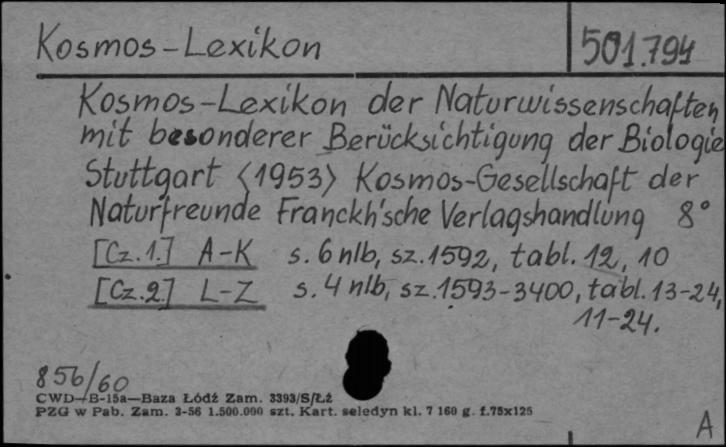 Kosmos-Lexikon 501.794
Kosmos-Lexikon der Naturwissenschaften
mit besonderer Berücksichtigung der Biologie
Stuttgart <1953> Kosmos-Gesellschaft der
Naturfreunde Franckh'sche Verlagshandlung 8°
[Cz.1.] A-K s. 6 nlb, sz. 1592, tabl. 12, 10
[Cz.2.] L-Z s. 4 nlb, sz. 1593-3400, tabl. 13-24,
11-24.
856/60
CWD—B-15a—Baza Łódź Zam. 3393/S/Łż
PZG w Pab. Zam. 3-56 1.500.000 szt. Kart. seledyn kl. 7 160 g. f.75x125
A